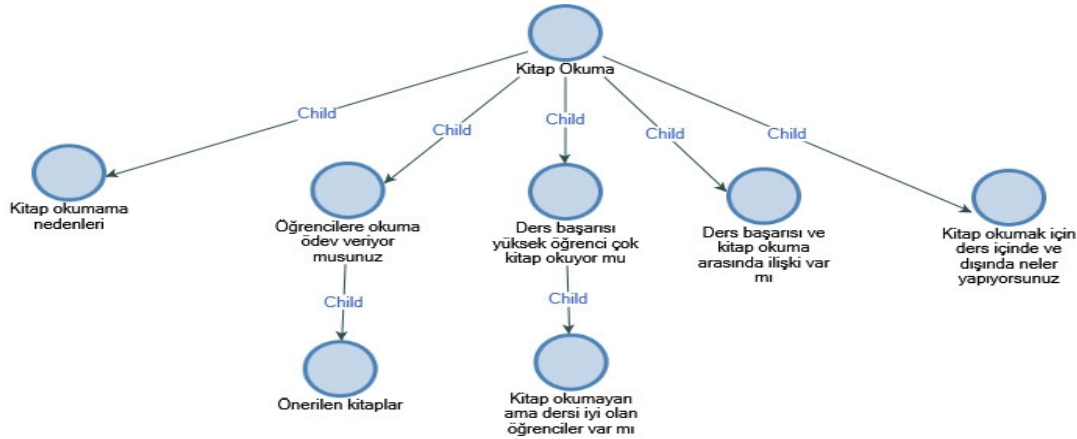 Kitap Okuma
Child
Child
Child
Child
Child
Kitap okumama
nedenleri
Öğrencilere okuma
ödev veriyor
musunuz
Ders başarısı
yüksek öğrenci çok
kitap okuyor mu
Ders başarısı ve
kitap okuma
arasında ilişki var
mı
Kitap okumak için
ders içinde ve
dışında neler
yapıyorsunuz
Child
Child
Önerilen kitaplar
Kitap okumayan
ama dersi iyi olan
öğrenciler var mı